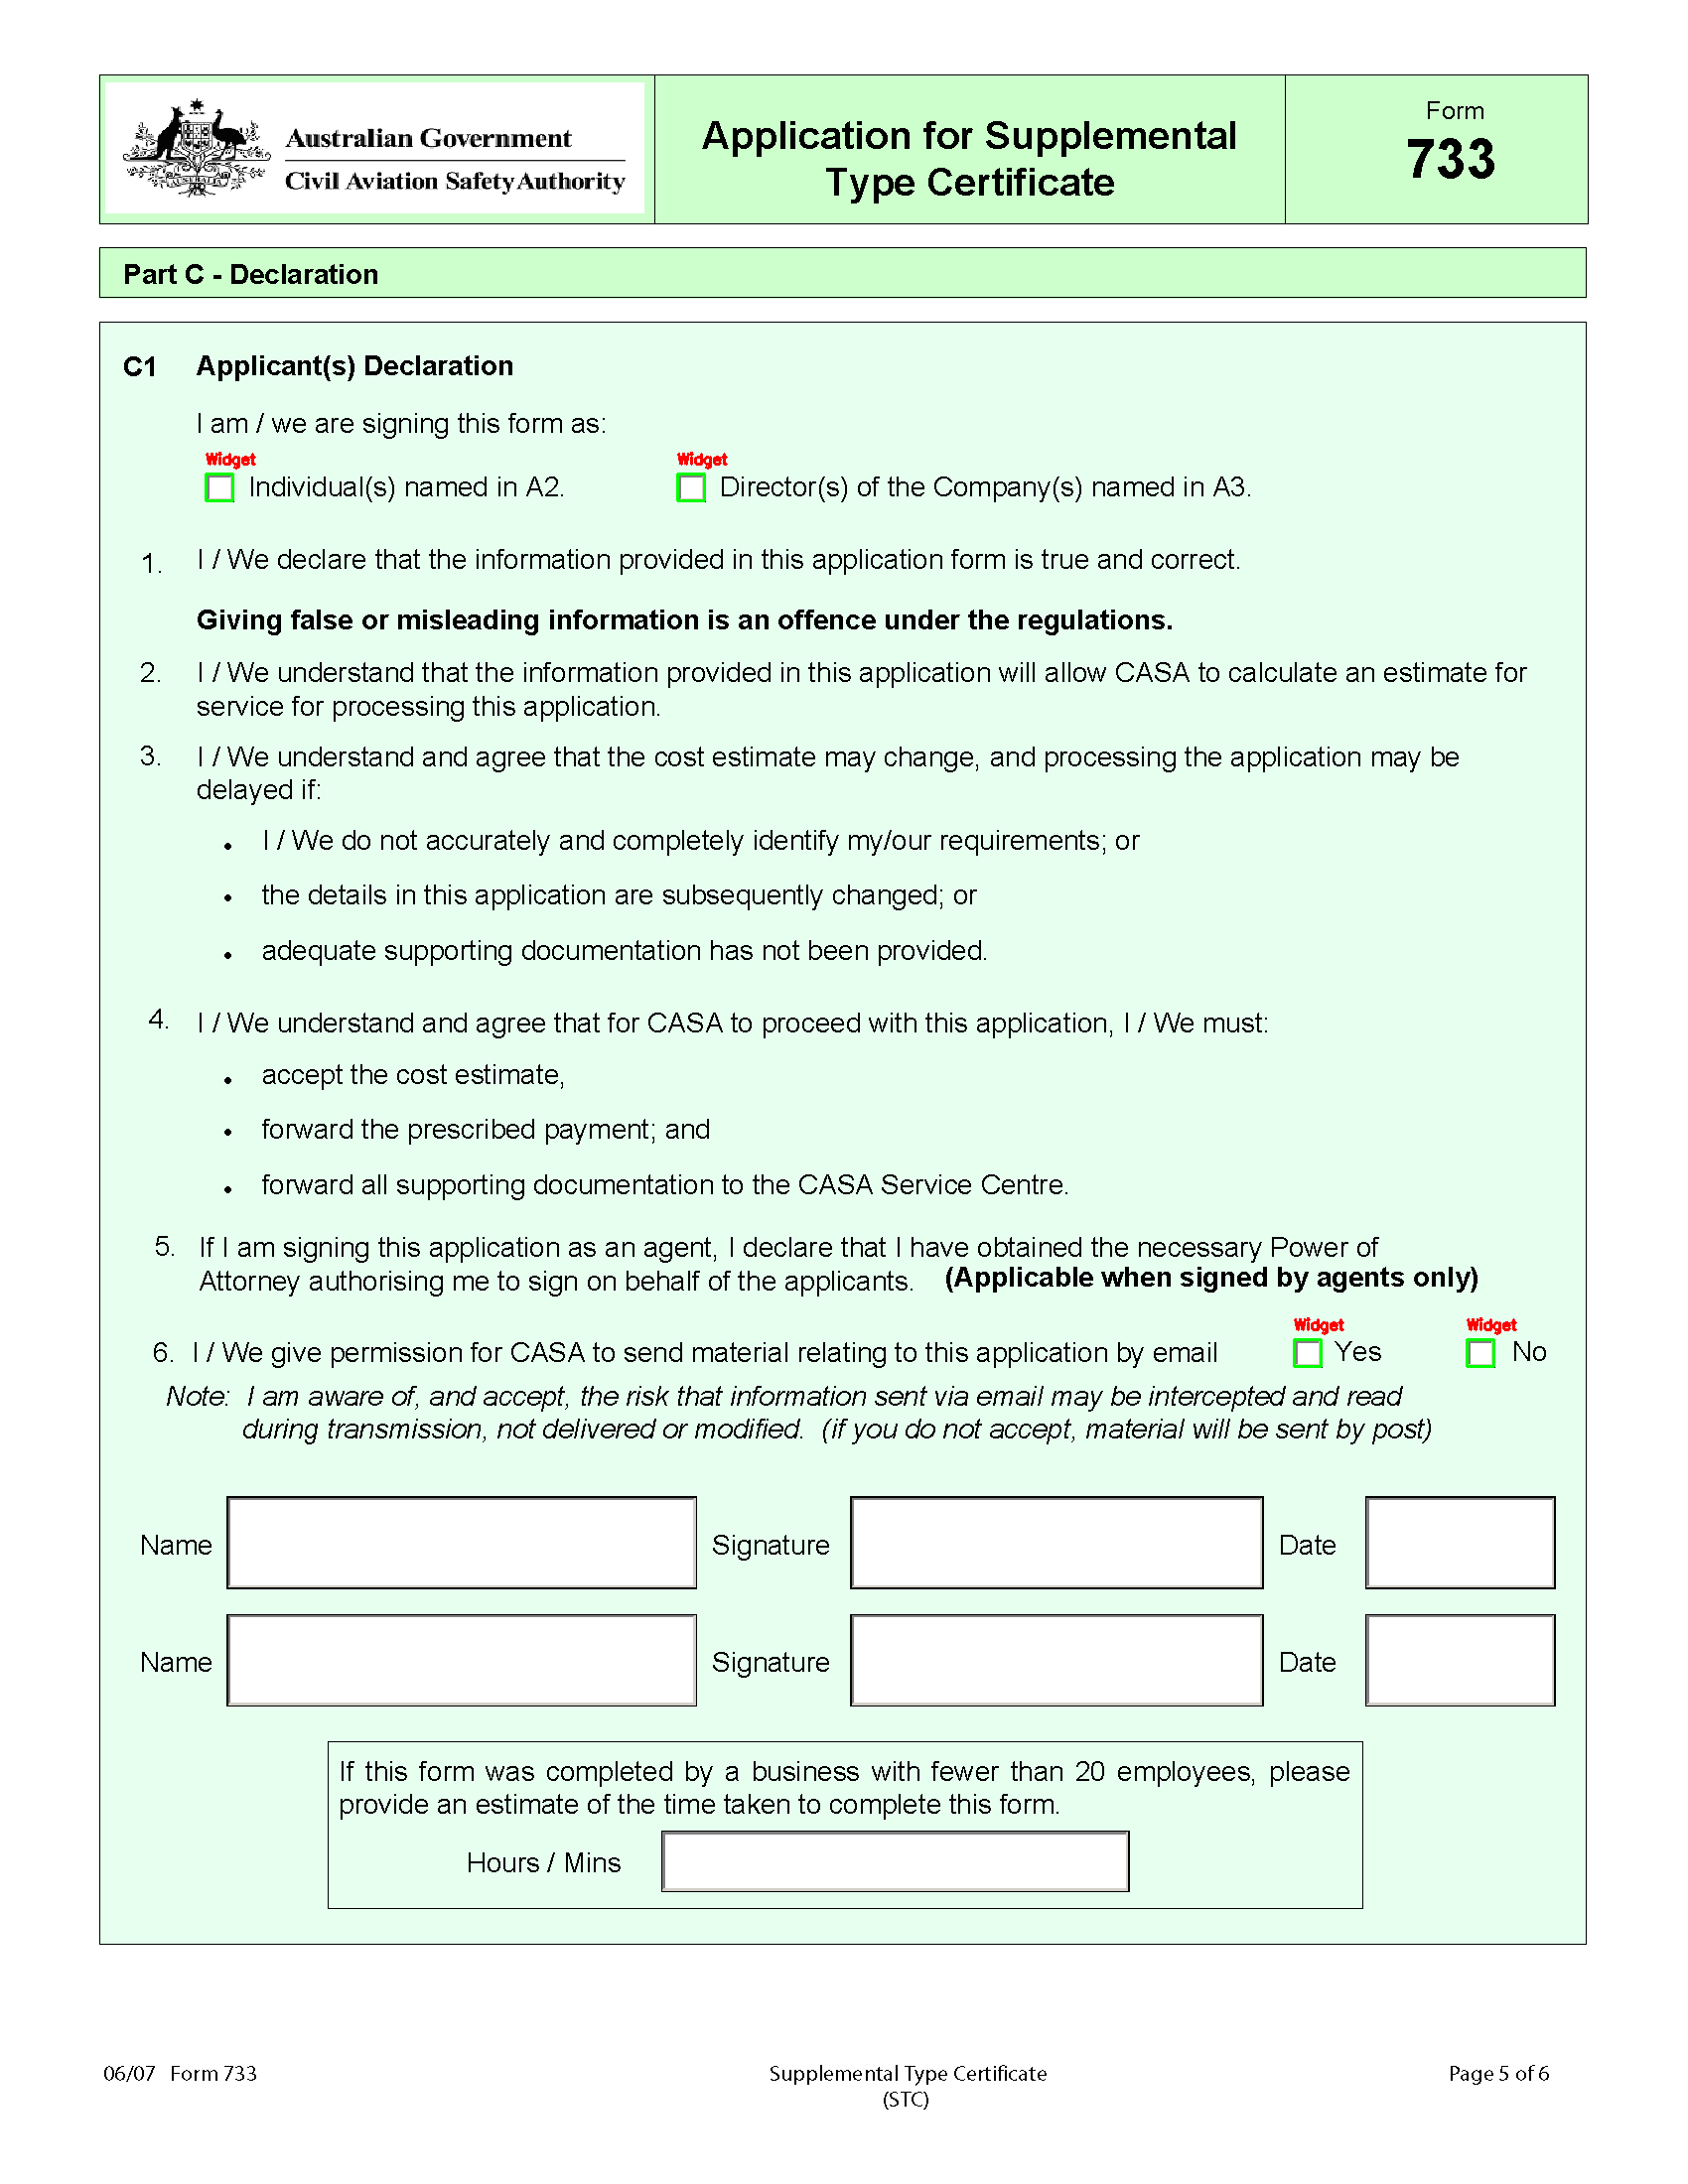 Australian Government
Civil Aviation Safety Authority
Application for Supplemental
Type Certificate
Form
733
Part C - Declaration
C1 Applicant(s) Declaration
I am / we are signing this form as:
Widget Widget
Individual(s) named in A2. Director(s) of the Company(s) named in A3.
1. I / We declare that the information provided in this application form is true and correct.
Giving false or misleading information is an offence under the regulations.
2. I / We understand that the information provided in this application will allow CASA to calculate an estimate for
service for processing this application.
3. I / We understand and agree that the cost estimate may change, and processing the application may be
delayed if:
• I / We do not accurately and completely identify my/our requirements; or
• the details in this application are subsequently changed; or
• adequate supporting documentation has not been provided.
4. I / We understand and agree that for CASA to proceed with this application, I / We must:
• accept the cost estimate,
• forward the prescribed payment; and
• forward all supporting documentation to the CASA Service Centre.
5. If I am signing this application as an agent, I declare that I have obtained the necessary Power of
Attorney authorising me to sign on behalf of the applicants. (Applicable when signed by agents only)
Widget Widget
6. I / We give permission for CASA to send material relating to this application by email Yes No
Note: I am aware of, and accept, the risk that information sent via email may be intercepted and read
during transmission, not delivered or modified. (if you do not accept, material will be sent by post)
Name Signature Date
Name Signature Date
If this form was completed by a business with fewer than 20 employees, please
provide an estimate of the time taken to complete this form.
Hours / Mins
06/07 Form 733 Supplemental Type Certificate Page 5 of 6
(STC)